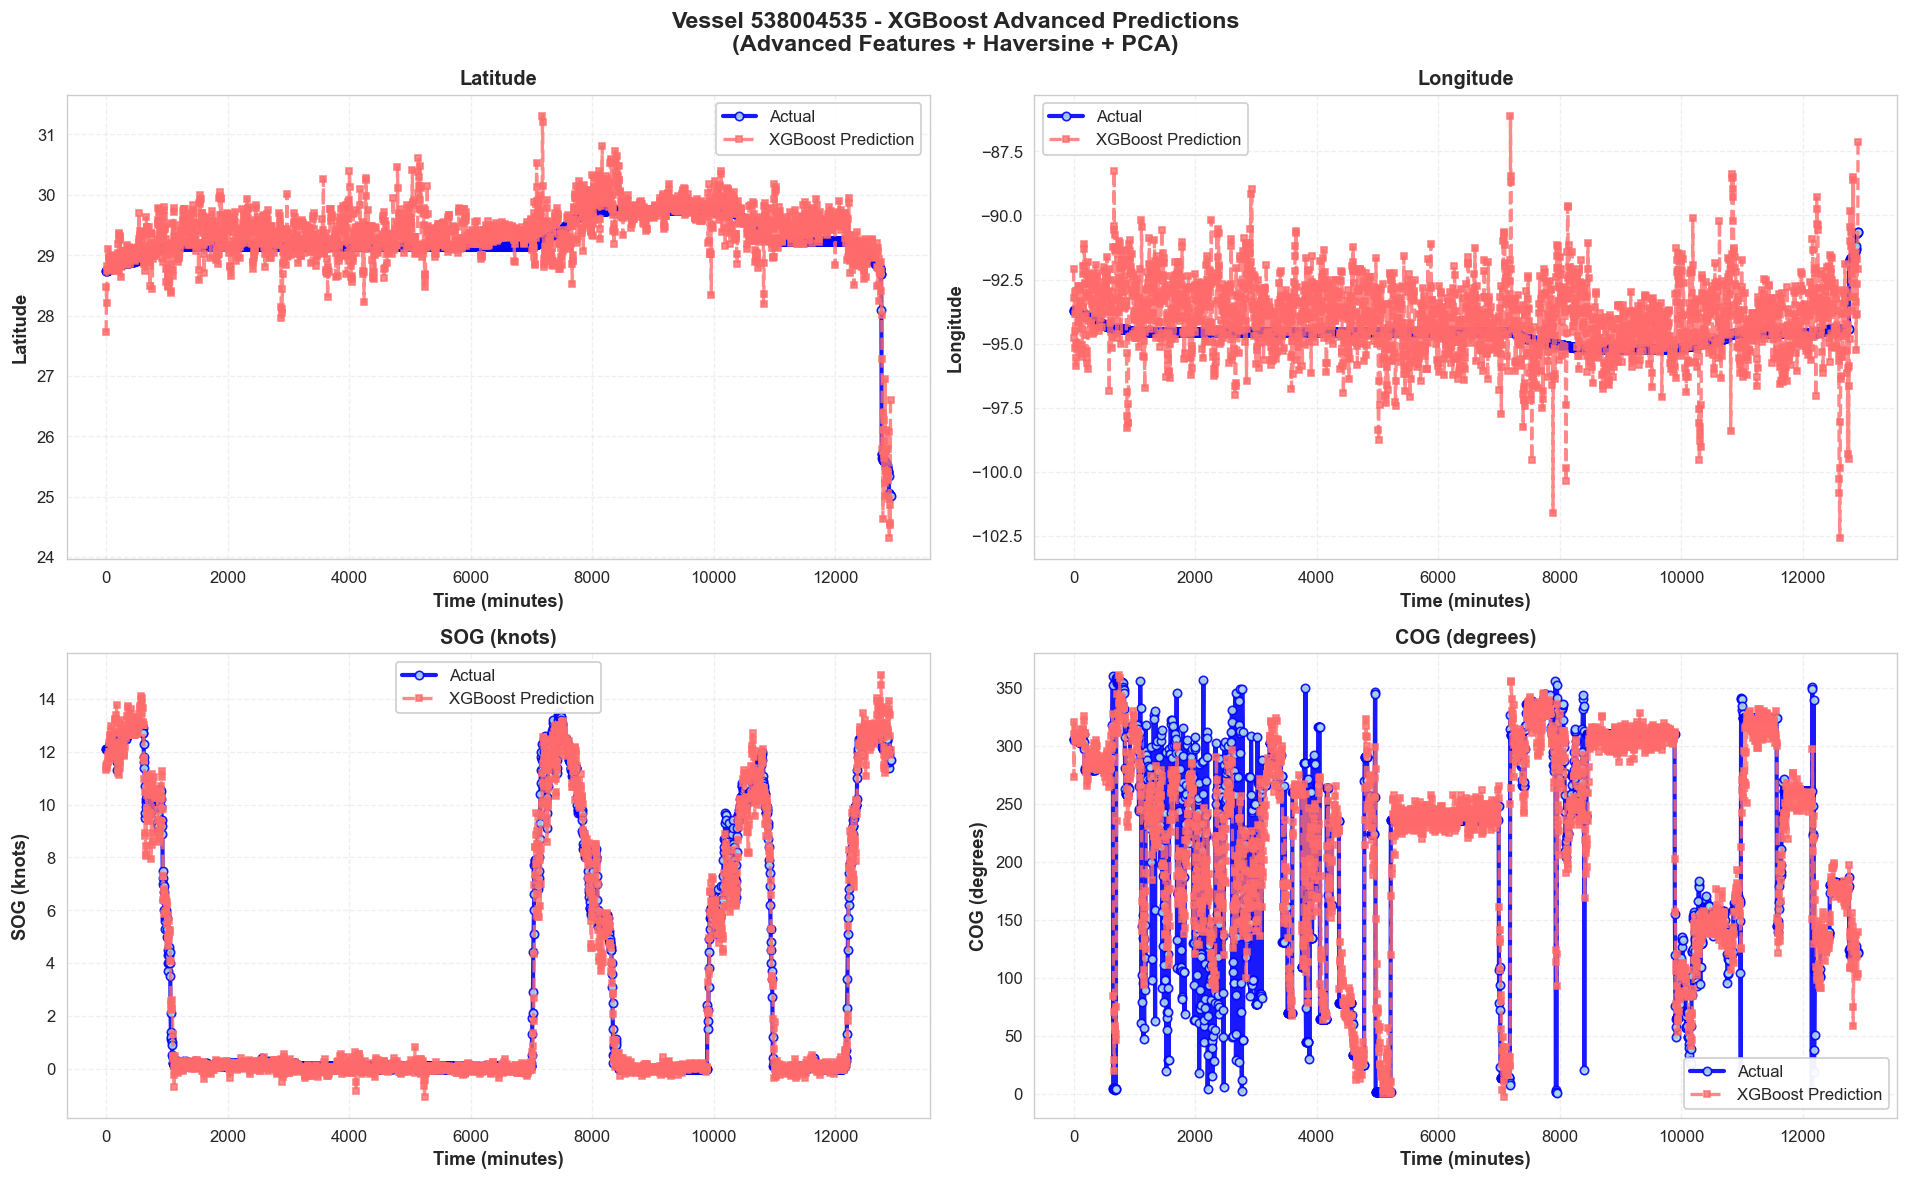 Vessel 538004535 - XGBoost Advanced Predictions
(Advanced Features + Haversine + PCA)
Latitude
Actual
XGBoost Prediction
Latitude
31
30
29
28
27
26
25
24
0 2000 4000 6000 8000 10000 12000
Time (minutes)
Longitude
Actual
XGBoost Prediction
Longitude
−87.5
−90.0
−92.5
−95.0
−97.5
−100.0
−102.5
0 2000 4000 6000 8000 10000 12000
Time (minutes)
SOG (knots)
Actual
XGBoost Prediction
SOG (knots)
14
12
10
8
6
4
2
0
0 2000 4000 6000 8000 10000 12000
Time (minutes)
COG (degrees)
COG (degrees)
350
300
250
200
150
100
50
0
Actual
XGBoost Prediction
0 2000 4000 6000 8000 10000 12000
Time (minutes)